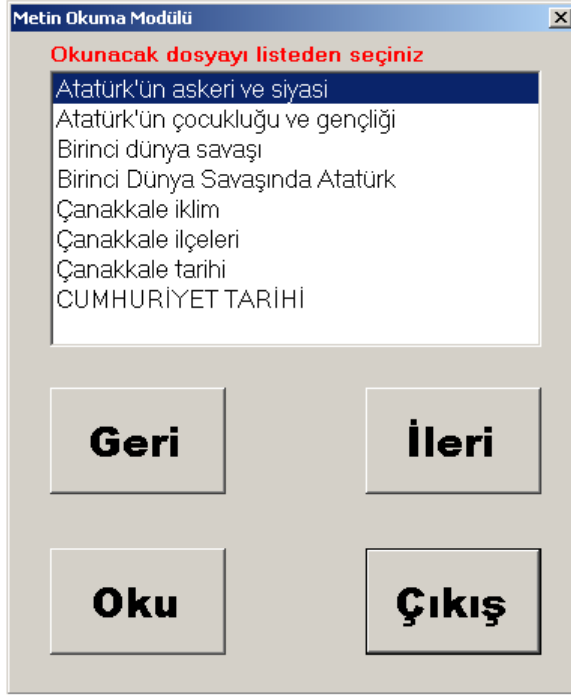 Metin Okuma Modülü
Okunacak dosyayı listeden seçiniz
Atatürk'ün askeri ve siyasi
Atatürk'ün çocukluğu ve gençliği
Birinci dünya savaşı
Birinci Dünya Savaşında Atatürk
Çanakkale iklim
Çanakkale ilçeleri
Çanakkale tarihi
CUMHURİYET TARİHİ
Geri İleri
Oku Çıkış